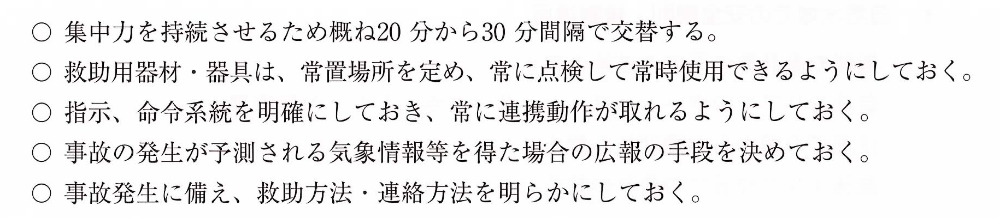 ○ 集中力を持続させるため概ね20 分から30 分間隔で交替する。
○ 救助用器材・器具は、常置場所を定め、常に点検して常時使用できるようにしておく。
○ 指示、命令系統を明確にしておき、常に連携動作が取れるようにしておく。
○ 事故の発生が予測される気象情報等を得た場合の広報の手段を決めておく。
○ 事故発生に備え、救助方法・連絡方法を明らかにしておく。